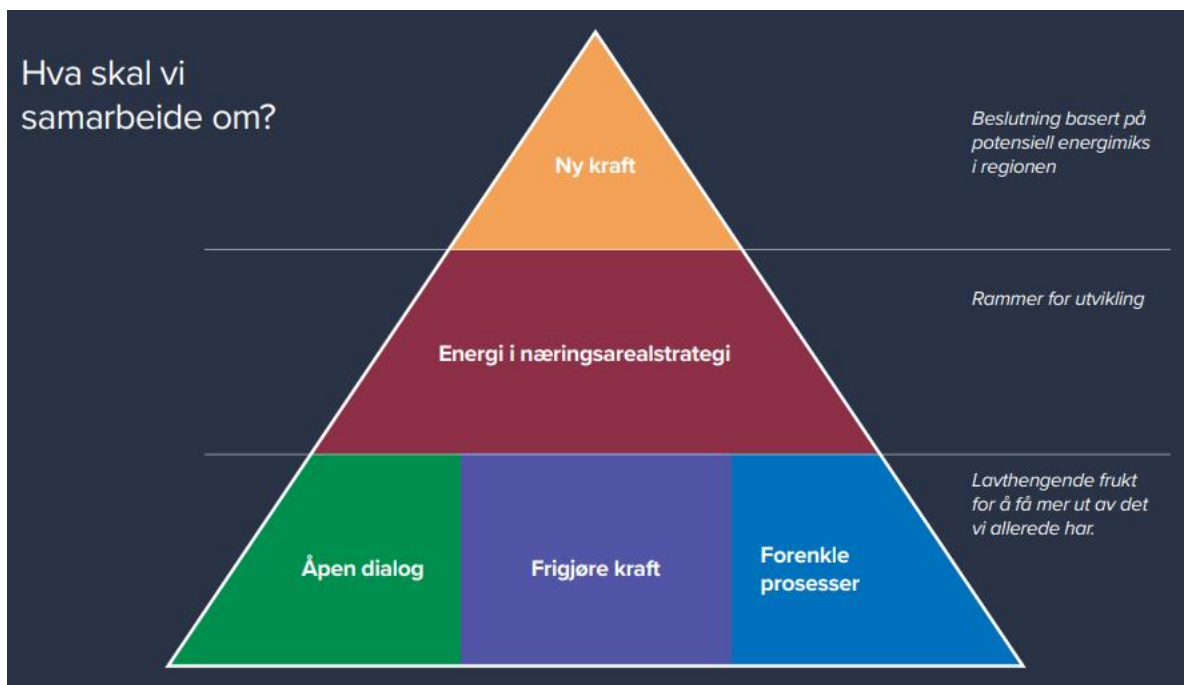 Hva skal vi
samarbeide om?
Ny kraft
Beslutning basert på
potensiell energimiks
i regionen
Energi i næringsarealstrategi
Rammer for utvikling
Åpen dialog
Frigjøre kraft
Forenkle
prosesser
Lavthengende frukt
for å få mer ut av det
vi allerede har.